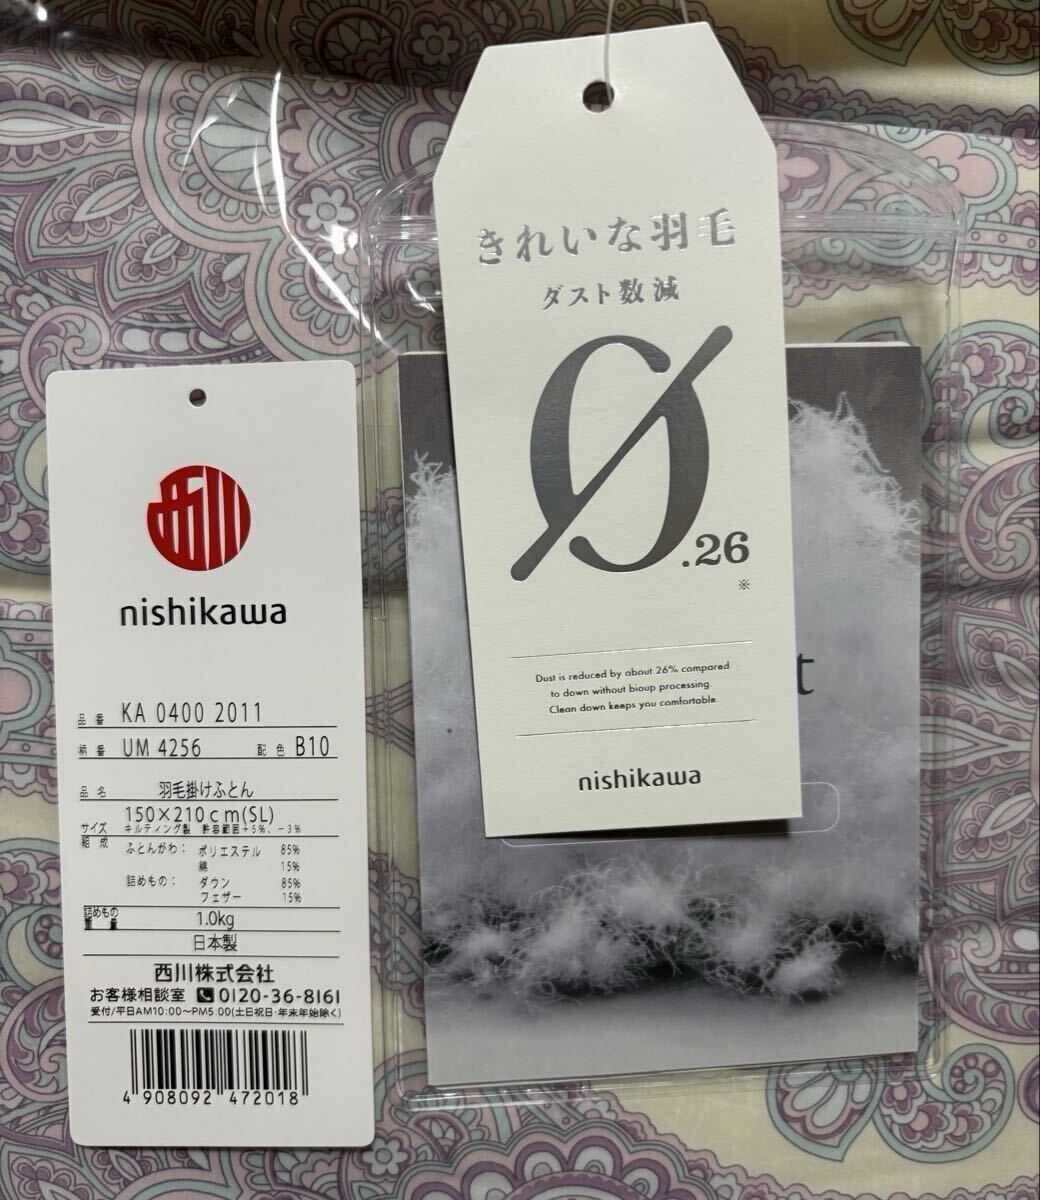 西川
nishikawa
品番 KA 0400 2011
柄番 UM 4256 配色 B10
品名 羽毛掛けふとん
サイズ 150×210cm(SL)
キルティング製 許容範囲+5%、-3%
組成 ふとんがわ: ポリエステル 85%
綿 15%
詰めもの: ダウン 85%
フェザー 15%
詰めもの重量 1.0kg
日本製
西川株式会社
お客様相談室 0120-36-8161
受付/平日AM10:00〜PM5:00(土日祝日・年末年始除く)
4 908092 472018
きれいな羽毛
ダスト数減
0.26
※
Dust is reduced by about 26% compared
to down without bioup processing.
Clean down keeps you comfortable.
nishikawa
t